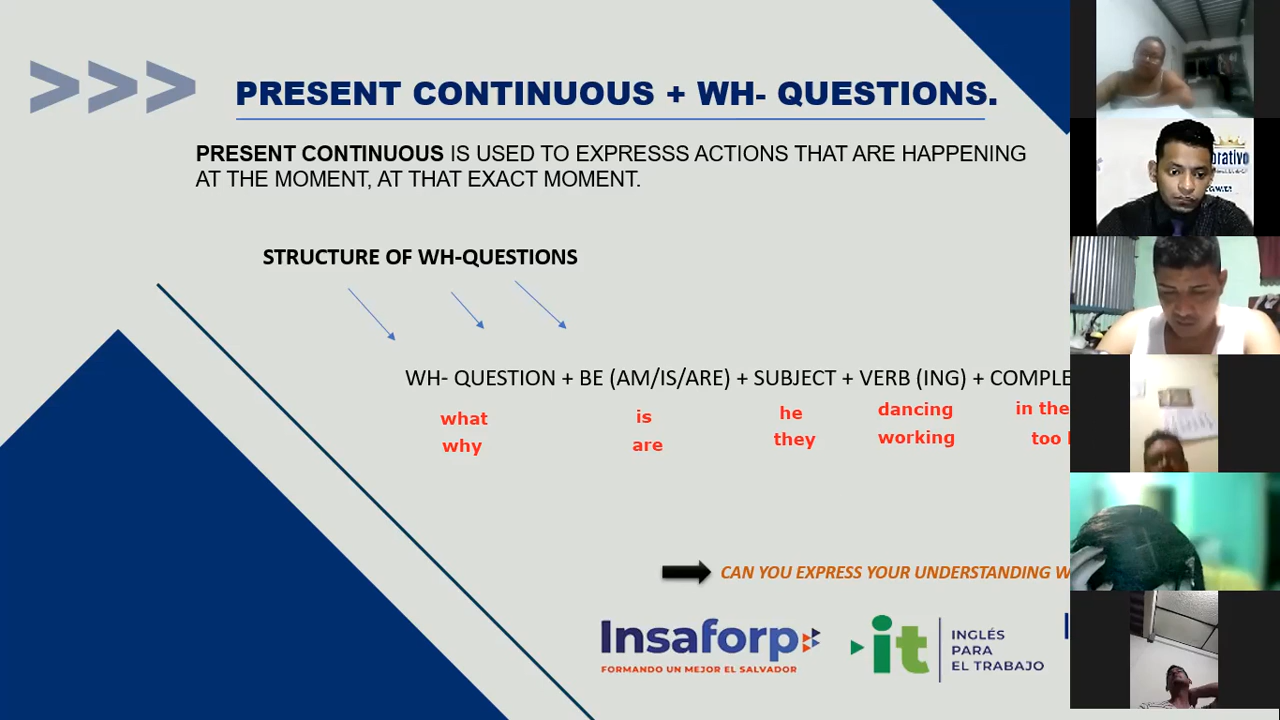 >>> PRESENT CONTINUOUS + WH- QUESTIONS.
PRESENT CONTINUOUS IS USED TO EXPRESSS ACTIONS THAT ARE HAPPENING
AT THE MOMENT, AT THAT EXACT MOMENT.
STRUCTURE OF WH-QUESTIONS
WH- QUESTION + BE (AM/IS/ARE) + SUBJECT + VERB (ING) + COMPLE
what is he dancing in the
why are they working too
CAN YOU EXPRESS YOUR UNDERSTANDING
Insaforp
FORMANDO UN MEJOR EL SALVADOR
it
INGLÉS
PARA
EL TRABAJO